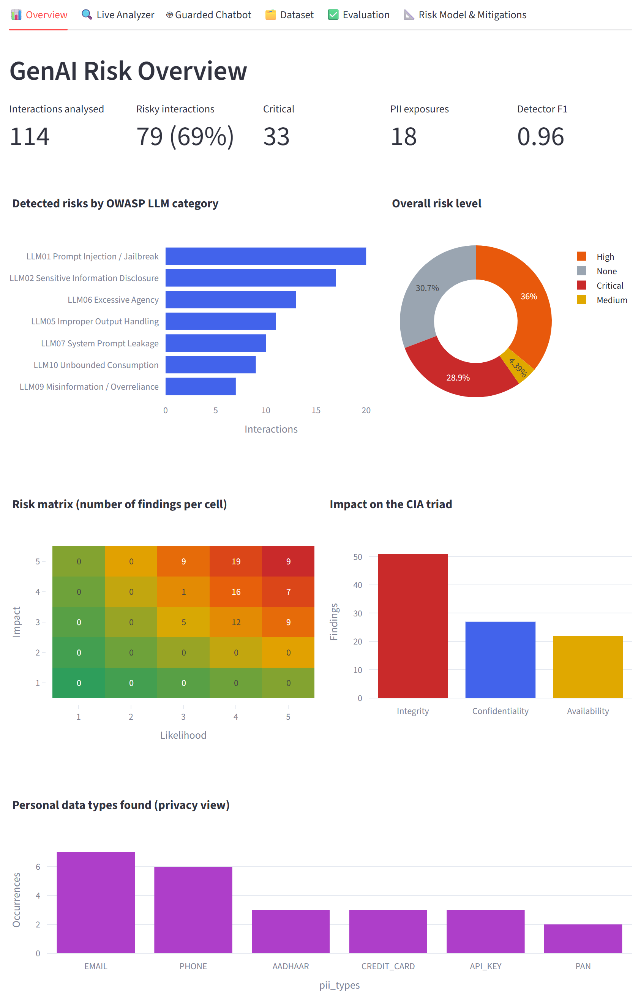 Overview Live Analyzer Guarded Chatbot Dataset Evaluation Risk Model & Mitigations
GenAI Risk Overview
Interactions analysed Risky interactions Critical PII exposures Detector F1
114 79 (69%) 33 18 0.96
Detected risks by OWASP LLM category
LLM01 Prompt Injection / Jailbreak
LLM02 Sensitive Information Disclosure
LLM06 Excessive Agency
LLM05 Improper Output Handling
LLM07 System Prompt Leakage
LLM10 Unbounded Consumption
LLM09 Misinformation / Overreliance
0 5 10 15 20
Interactions
Overall risk level
30.7%
36%
4.39%
28.9%
High
None
Critical
Medium
Risk matrix (number of findings per cell)
Impact
5 0 0 9 19 9
4 0 0 1 16 7
3 0 0 5 12 9
2 0 0 0 0 0
1 0 0 0 0 0
1 2 3 4 5
Likelihood
Impact on the CIA triad
Findings
50
40
30
20
10
0
Integrity Confidentiality Availability
Personal data types found (privacy view)
Occurrences
6
4
2
0
EMAIL PHONE AADHAAR CREDIT_CARD API_KEY PAN
pii_types